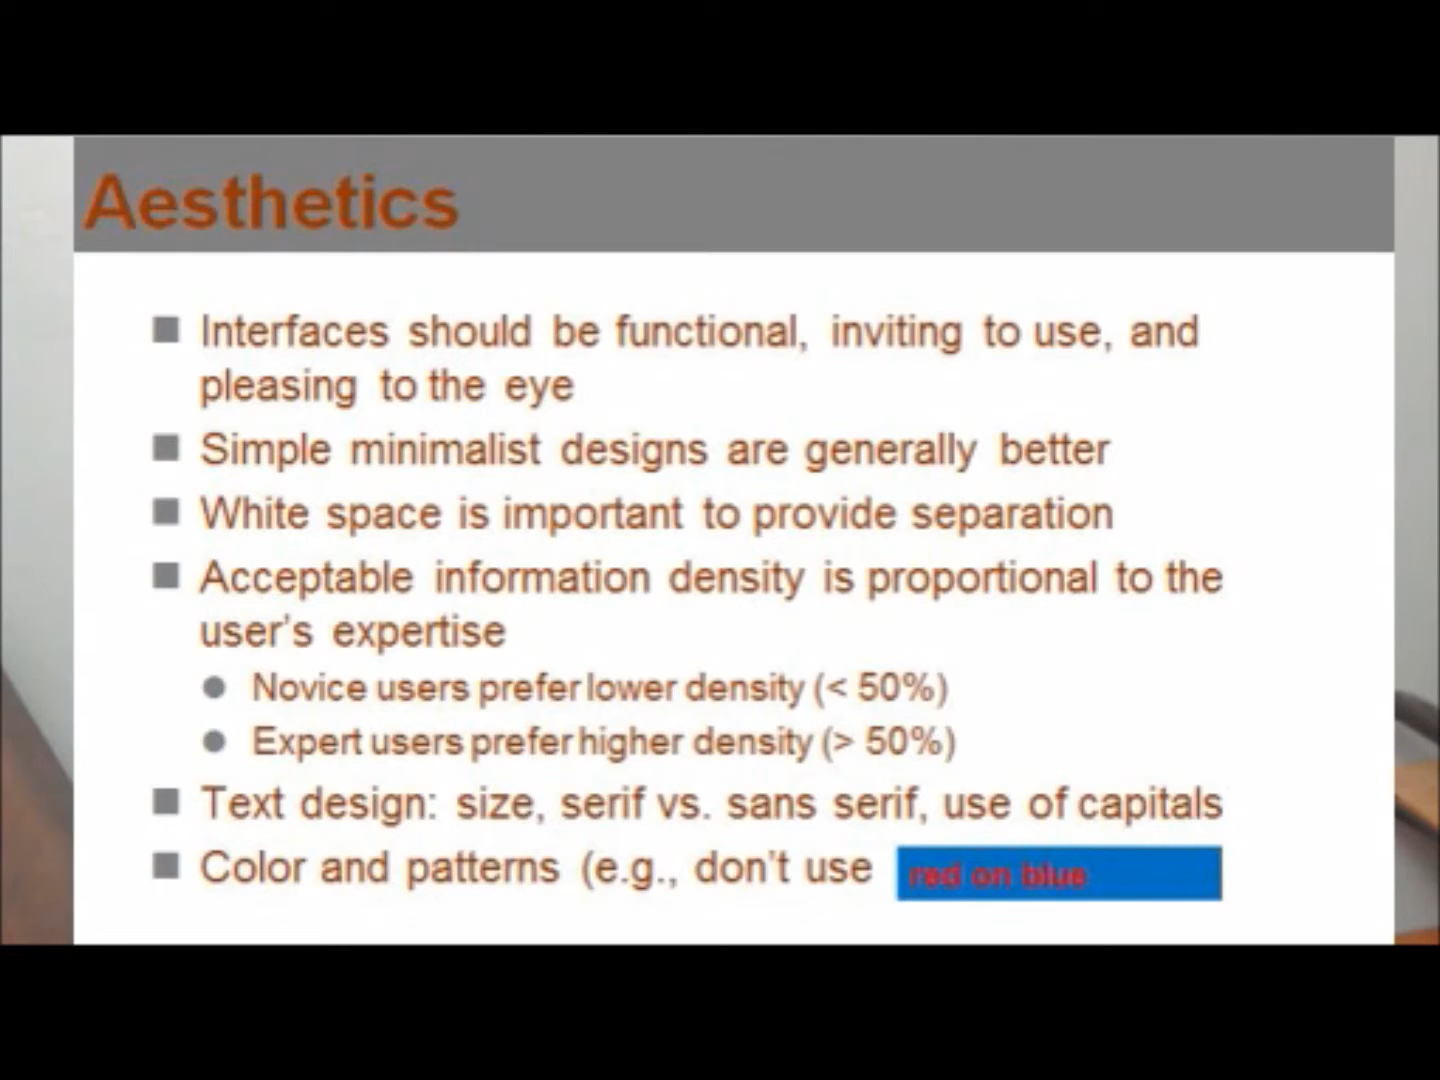 Aesthetics
Interfaces should be functional, inviting to use, and
pleasing to the eye
Simple minimalist designs are generally better
White space is important to provide separation
Acceptable information density is proportional to the
user's expertise
Novice users prefer lower density (< 50%)
Expert users prefer higher density (> 50%)
Text design: size, serif vs. sans serif, use of capitals
Color and patterns (e.g., don't use red on blue